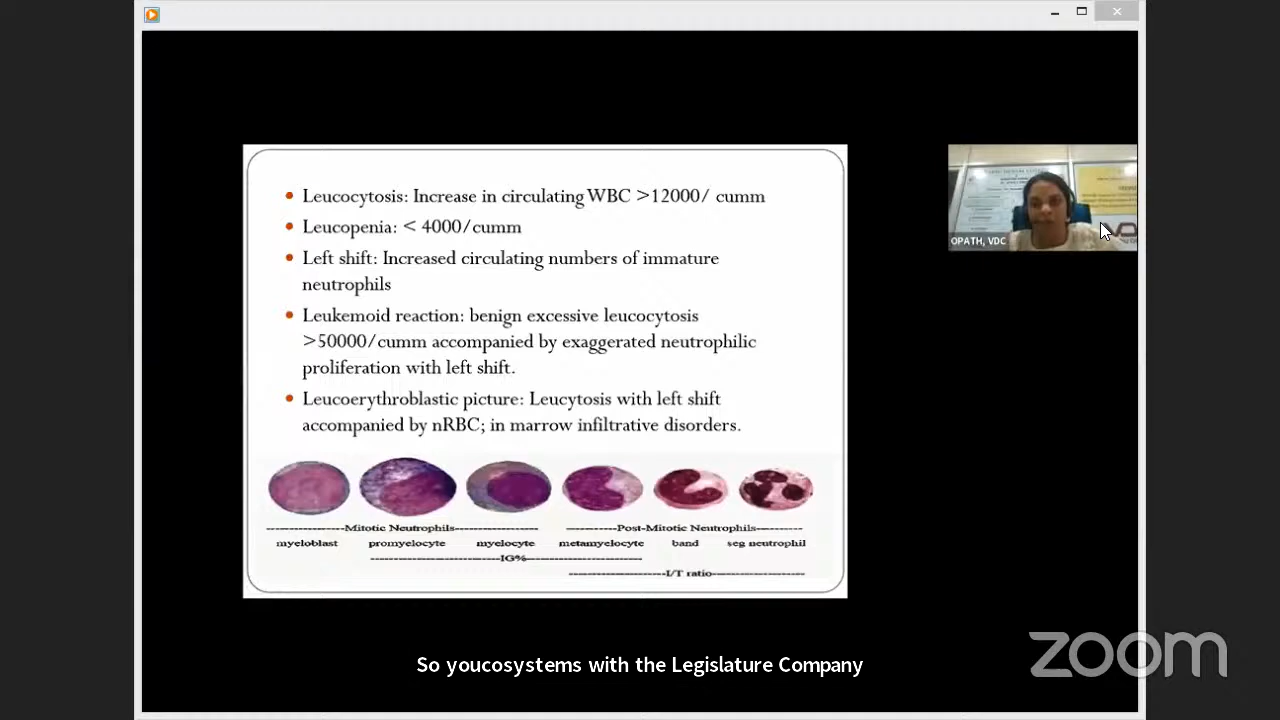 Leucocytosis: Increase in circulating WBC >12000/ cumm
Leucopenia: < 4000/cumm
Left shift: Increased circulating numbers of immature
neutrophils
Leukemoid reaction: benign excessive leucocytosis
>50000/cumm accompanied by exaggerated neutrophilic
proliferation with left shift.
Leucoerythroblastic picture: Leucytosis with left shift
accompanied by nRBC; in marrow infiltrative disorders.
Mitotic Neutrophils
Post-Mitotic Neutrophils
myeloblast promyelocyte myelocyte metamyelocyte band seg neutrophil
IG%
I/T ratio
OPATH, VDC
So youcosystems with the Legislature Company
zoom